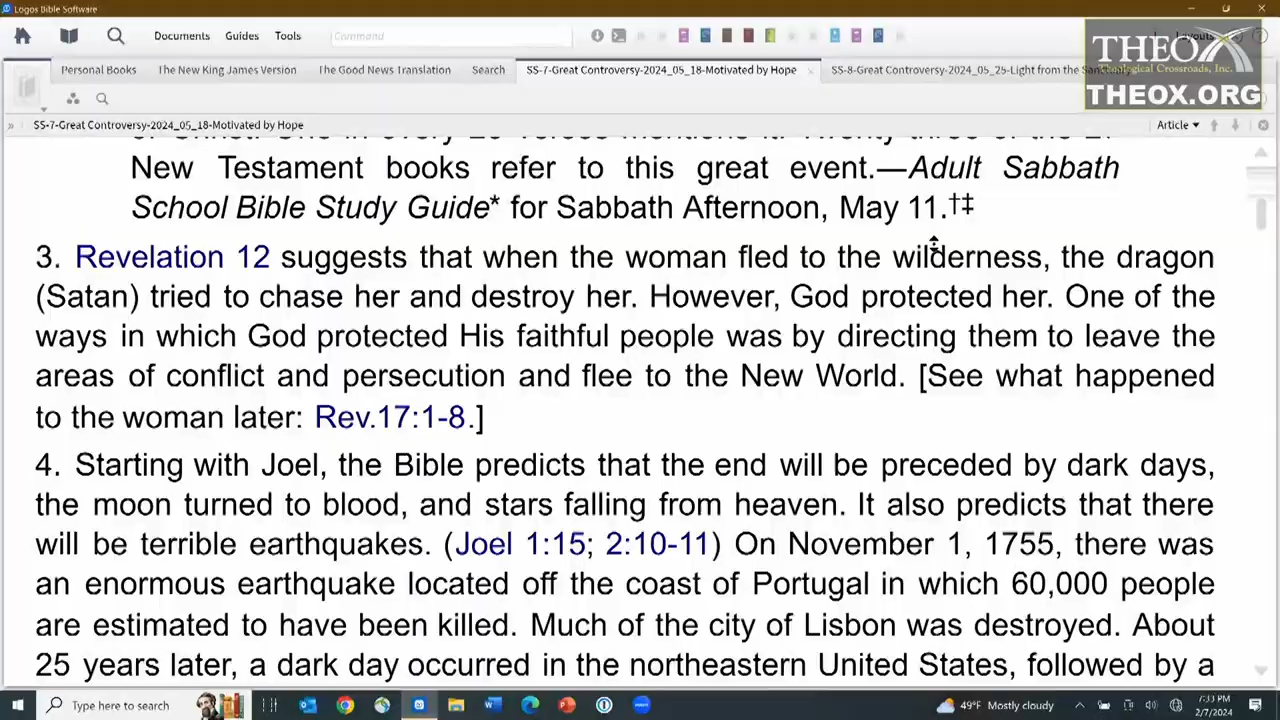 Logos Bible Software
Documents Guides Tools Command
THEOX
Theological Crossroads, Inc.
THEOX.ORG
Personal Books The New King James Version The Good New Search SS-7-Great Controversy-2024_05_18-Motivated by Hope SS-8-Great Controversy-2024_05_25-Light from the
» SS-7-Great Controversy-2024_05_18-Motivated by Hope Article
New Testament books refer to this great event.—Adult Sabbath
School Bible Study Guide* for Sabbath Afternoon, May 11.†‡
3. Revelation 12 suggests that when the woman fled to the wilderness, the dragon
(Satan) tried to chase her and destroy her. However, God protected her. One of the
ways in which God protected His faithful people was by directing them to leave the
areas of conflict and persecution and flee to the New World. [See what happened
to the woman later: Rev.17:1-8.]
4. Starting with Joel, the Bible predicts that the end will be preceded by dark days,
the moon turned to blood, and stars falling from heaven. It also predicts that there
will be terrible earthquakes. (Joel 1:15; 2:10-11) On November 1, 1755, there was
an enormous earthquake located off the coast of Portugal in which 60,000 people
are estimated to have been killed. Much of the city of Lisbon was destroyed. About
25 years later, a dark day occurred in the northeastern United States, followed by a
Type here to search 49°F Mostly cloudy 7:33 PM
2/7/2024